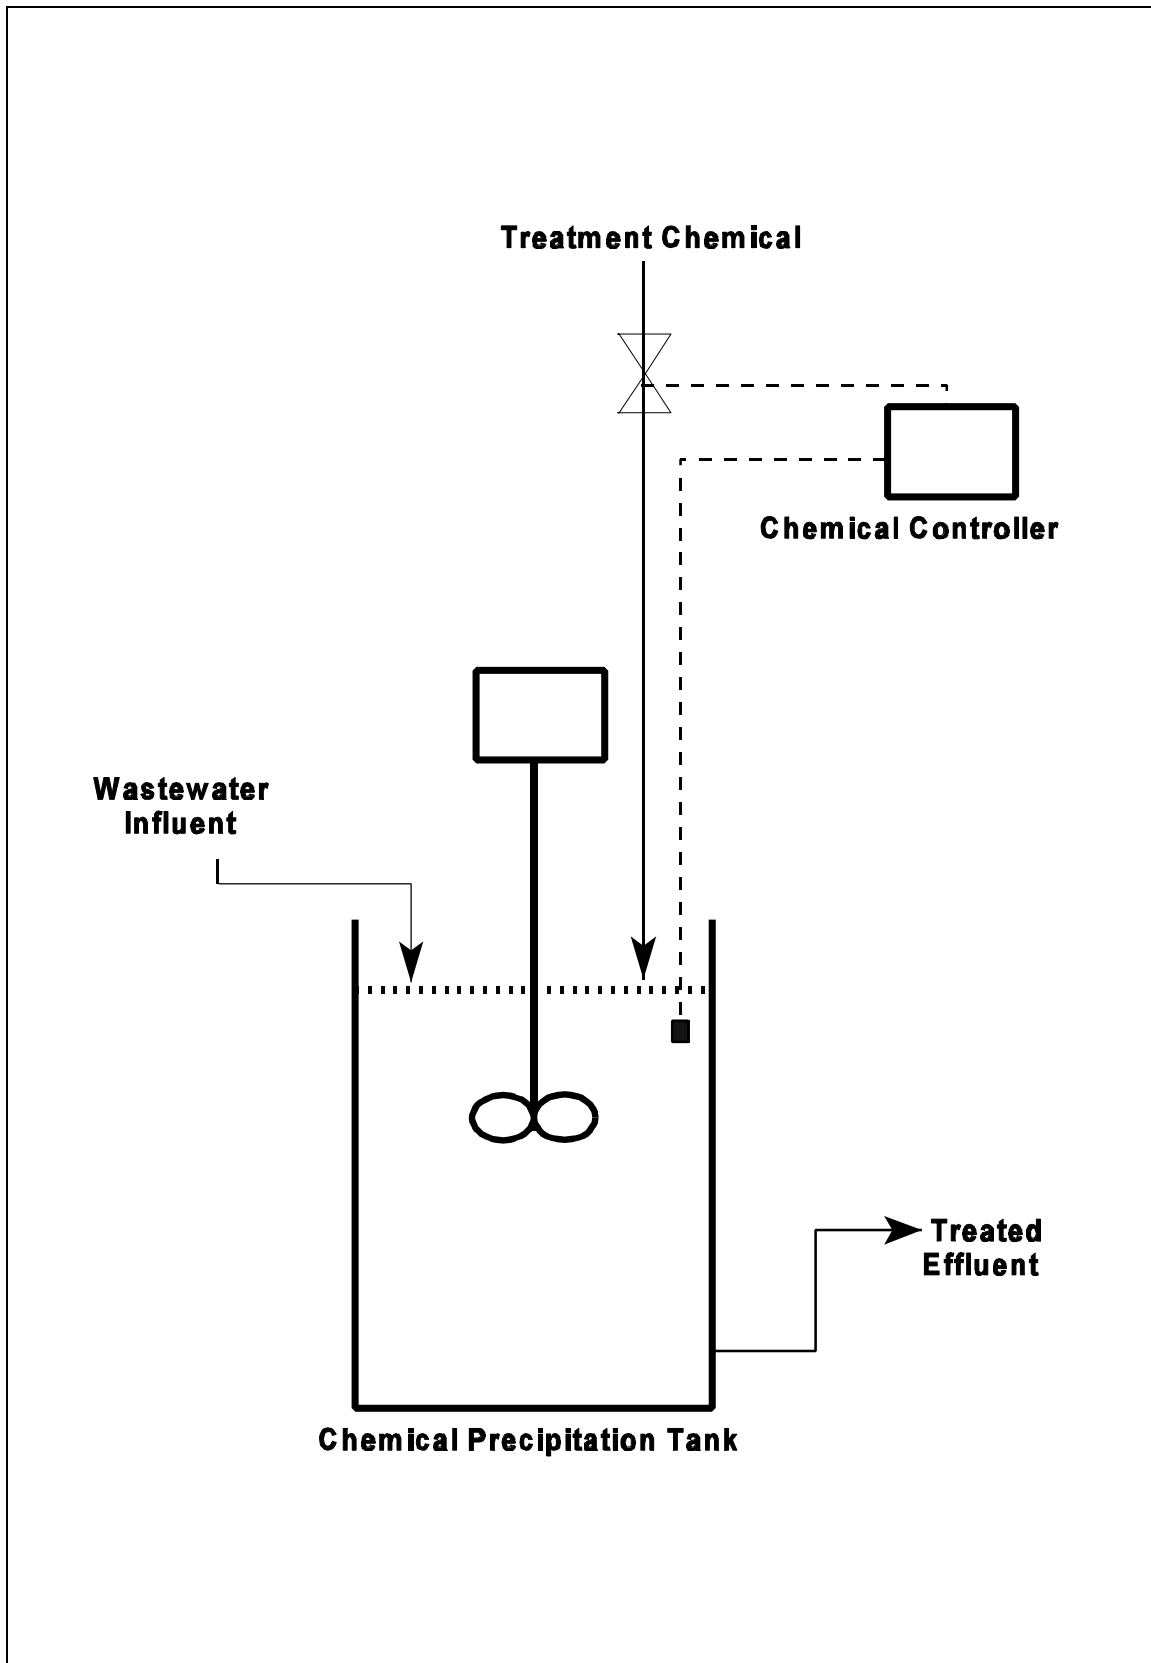 Treatment Chemical
Chemical Controller
Wastewater
Influent
Treated
Effluent
Chemical Precipitation Tank